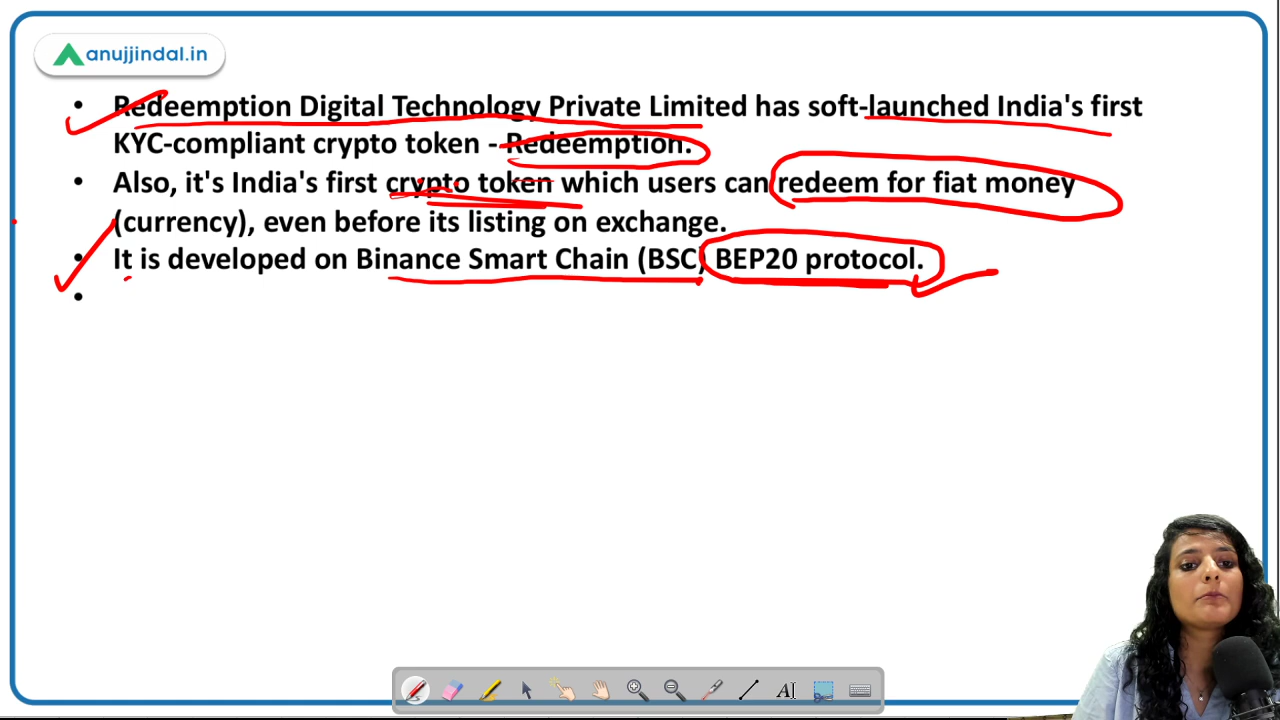 anujjindal.in
• Redeemption Digital Technology Private Limited has soft-launched India's first
KYC-compliant crypto token - Redeemption.
• Also, it's India's first crypto token which users can redeem for fiat money
(currency), even before its listing on exchange.
• It is developed on Binance Smart Chain (BSC) BEP20 protocol.
•